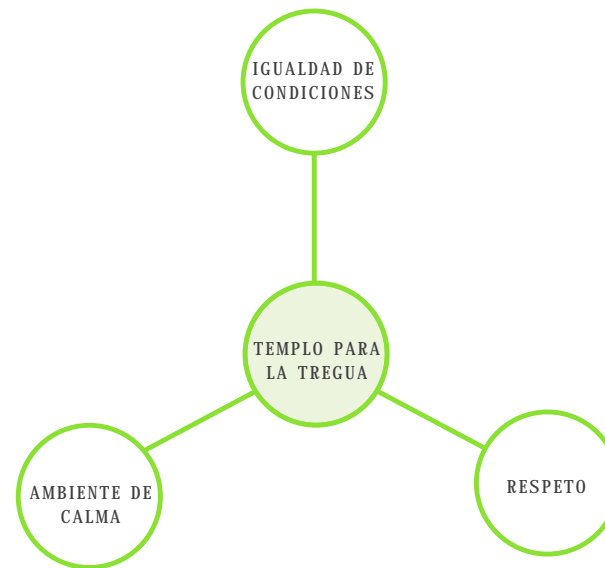 IGUALDAD DE
CONDICIONES
TEMPLO PARA
LA TREGUA
AMBIENTE DE
CALMA
RESPETO